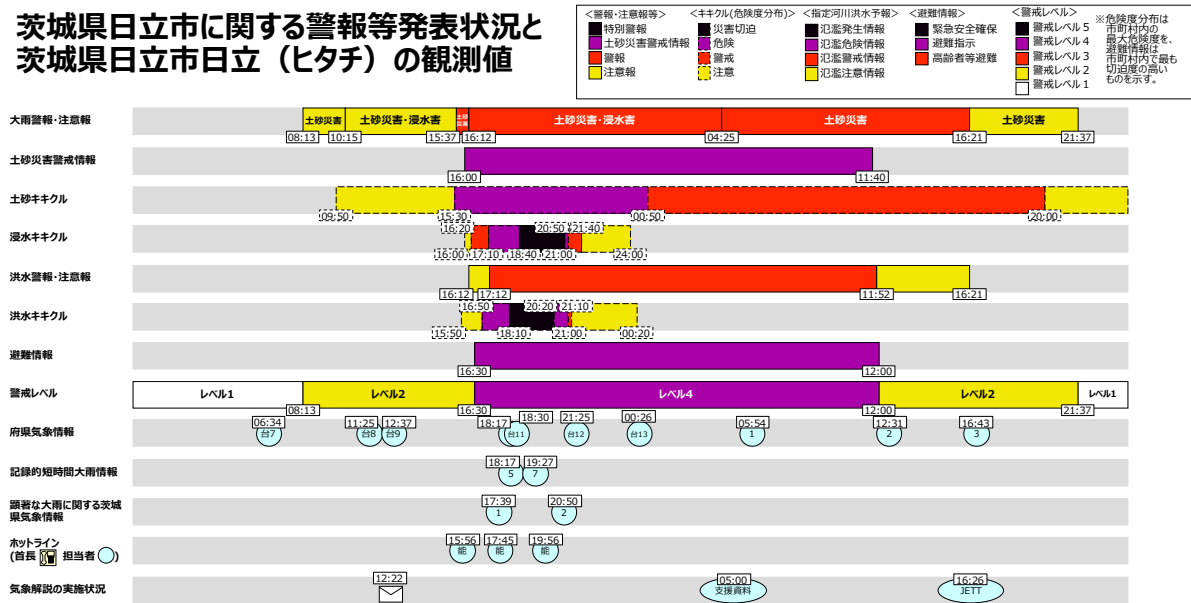 茨城県日立市に関する警報等発表状況と
茨城県日立市日立（ヒタチ）の観測値
＜警報・注意報等＞
特別警報
土砂災害警戒情報
警報
注意報
＜キキクル(危険度分布)＞
災害切迫
危険
警戒
注意
＜指定河川洪水予報＞
氾濫発生情報
氾濫危険情報
氾濫警戒情報
氾濫注意情報
＜避難情報＞
緊急安全確保
避難指示
高齢者等避難
＜警戒レベル＞
警戒レベル５
警戒レベル４
警戒レベル３
警戒レベル２
警戒レベル１
※危険度分布は
市町村内の
最大危険度を、
避難情報は
市町村内で最も
切迫度の高い
ものを示す。
大雨警報・注意報
土砂災害 土砂災害・浸水害 土砂災害 土砂災害・浸水害 土砂災害 土砂災害
08:13 10:15 15:37 16:12 04:25 16:21 21:37
土砂災害警戒情報
16:00 11:40
土砂キキクル
09:50 15:30 00:50 20:00
浸水キキクル
16:20 20:50 21:40
16:00 17:10 18:40 21:00 24:00
洪水警報・注意報
16:12 17:12 11:52 16:21
洪水キキクル
16:50 20:20 21:10
15:50 18:10 21:00 00:20
避難情報
16:30 12:00
警戒レベル
レベル1 レベル2 レベル4 レベル2 レベル1
08:13 16:30 12:00 21:37
府県気象情報
06:34 11:25 12:37 18:17 18:30 21:25 00:26 05:54 12:31 16:43
台7 台8 台9 台11 台12 台13 1 2 3
記録的短時間大雨情報
18:17 19:27
5 7
顕著な大雨に関する茨城
県気象情報
17:39 20:50
1 2
ホットライン
(首長 担当者 )
15:56 17:45 19:56
能 能 能
気象解説の実施状況
12:22 05:00 16:26
支援資料 JETT